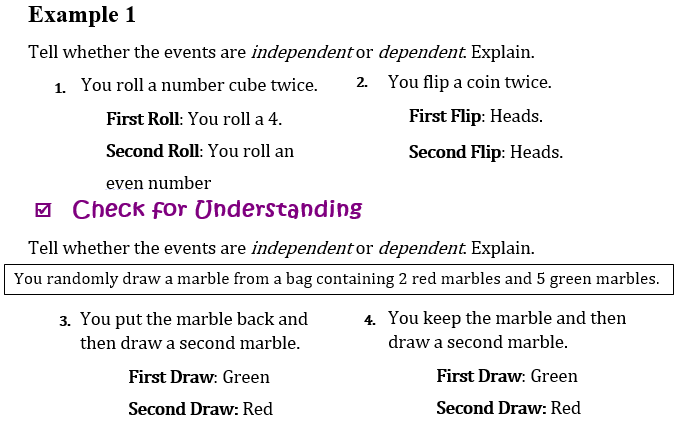 Example 1
Tell whether the events are independent or dependent. Explain.
1. You roll a number cube twice.
First Roll: You roll a 4.
Second Roll: You roll an
even number
2. You flip a coin twice.
First Flip: Heads.
Second Flip: Heads.
☑ Check for Understanding
Tell whether the events are independent or dependent. Explain.
You randomly draw a marble from a bag containing 2 red marbles and 5 green marbles.
3. You put the marble back and
then draw a second marble.
First Draw: Green
Second Draw: Red
4. You keep the marble and then
draw a second marble.
First Draw: Green
Second Draw: Red